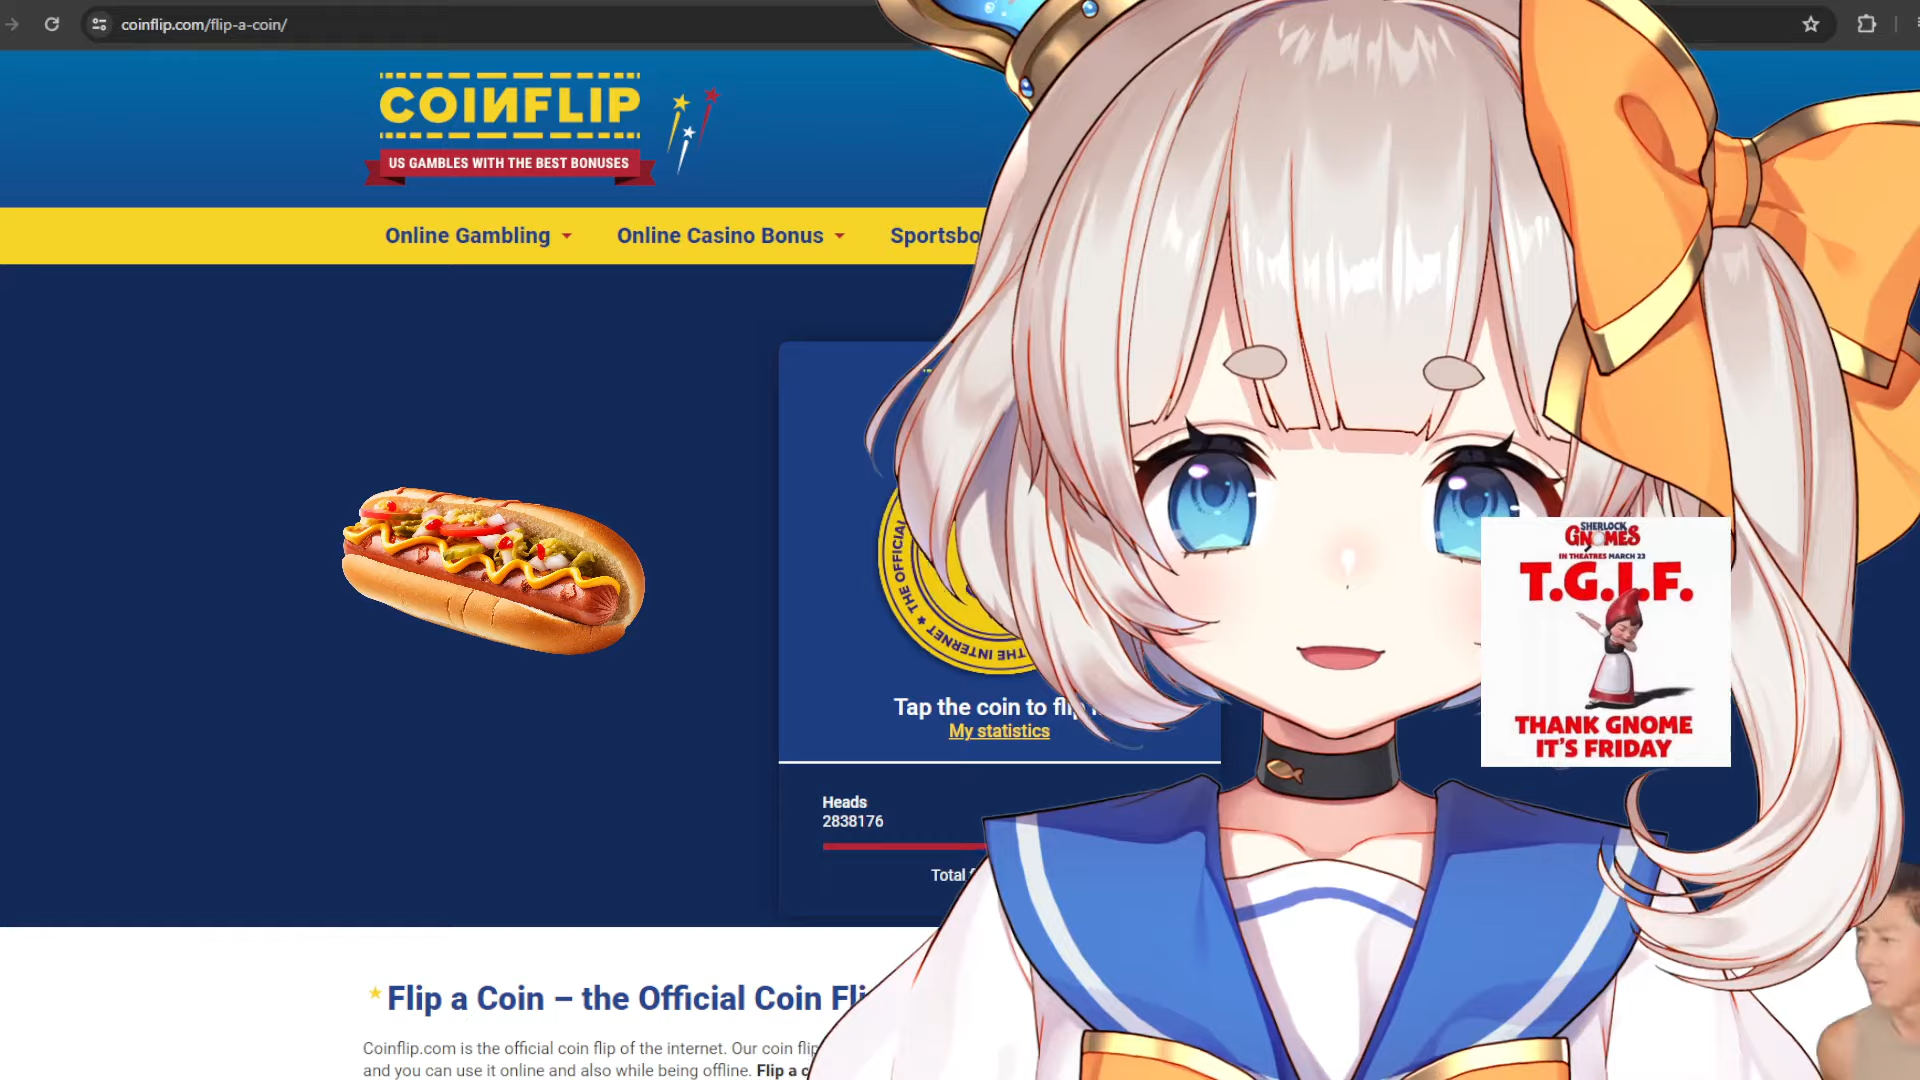 coinflip.com/flip-a-coin/
COINFLIP
US GAMBLES WITH THE BEST BONUSES
Online Gambling
Online Casino Bonus
Sportsbo
THE OFFICIAL
THE INTERNET
Tap the coin to flip
My statistics
Heads
2838176
Total
SHERLOCK
GNOMES
IN THEATRES MARCH 23
T.G.I.F.
THANK GNOME
IT'S FRIDAY
Flip a Coin – the Official Coin Fli
Coinflip.com is the official coin flip of the internet. Our coin flip
and you can use it online and also while being offline. Flip a c